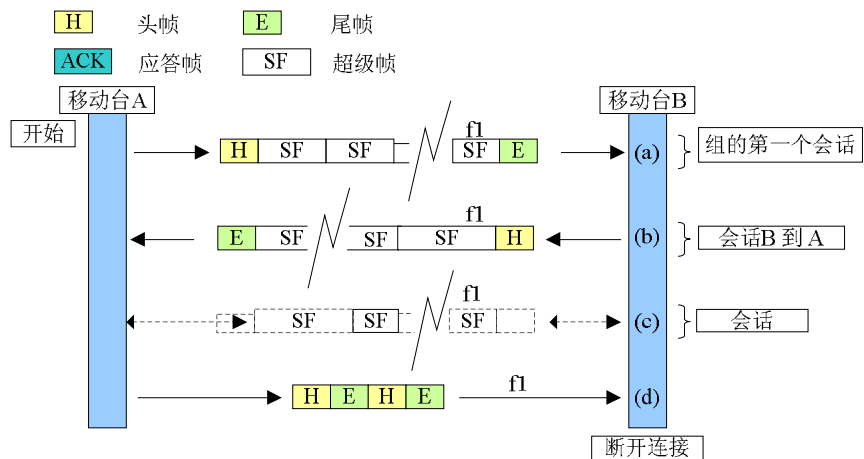 H 头帧 E 尾帧
ACK 应答帧 SF 超级帧
移动台A 移动台B
开始
f1
H SF SF SF E (a) 组的第一个会话
f1
E SF SF SF H (b) 会话B 到 A
f1
SF SF SF (c) 会话
f1
H E H E (d)
断开连接